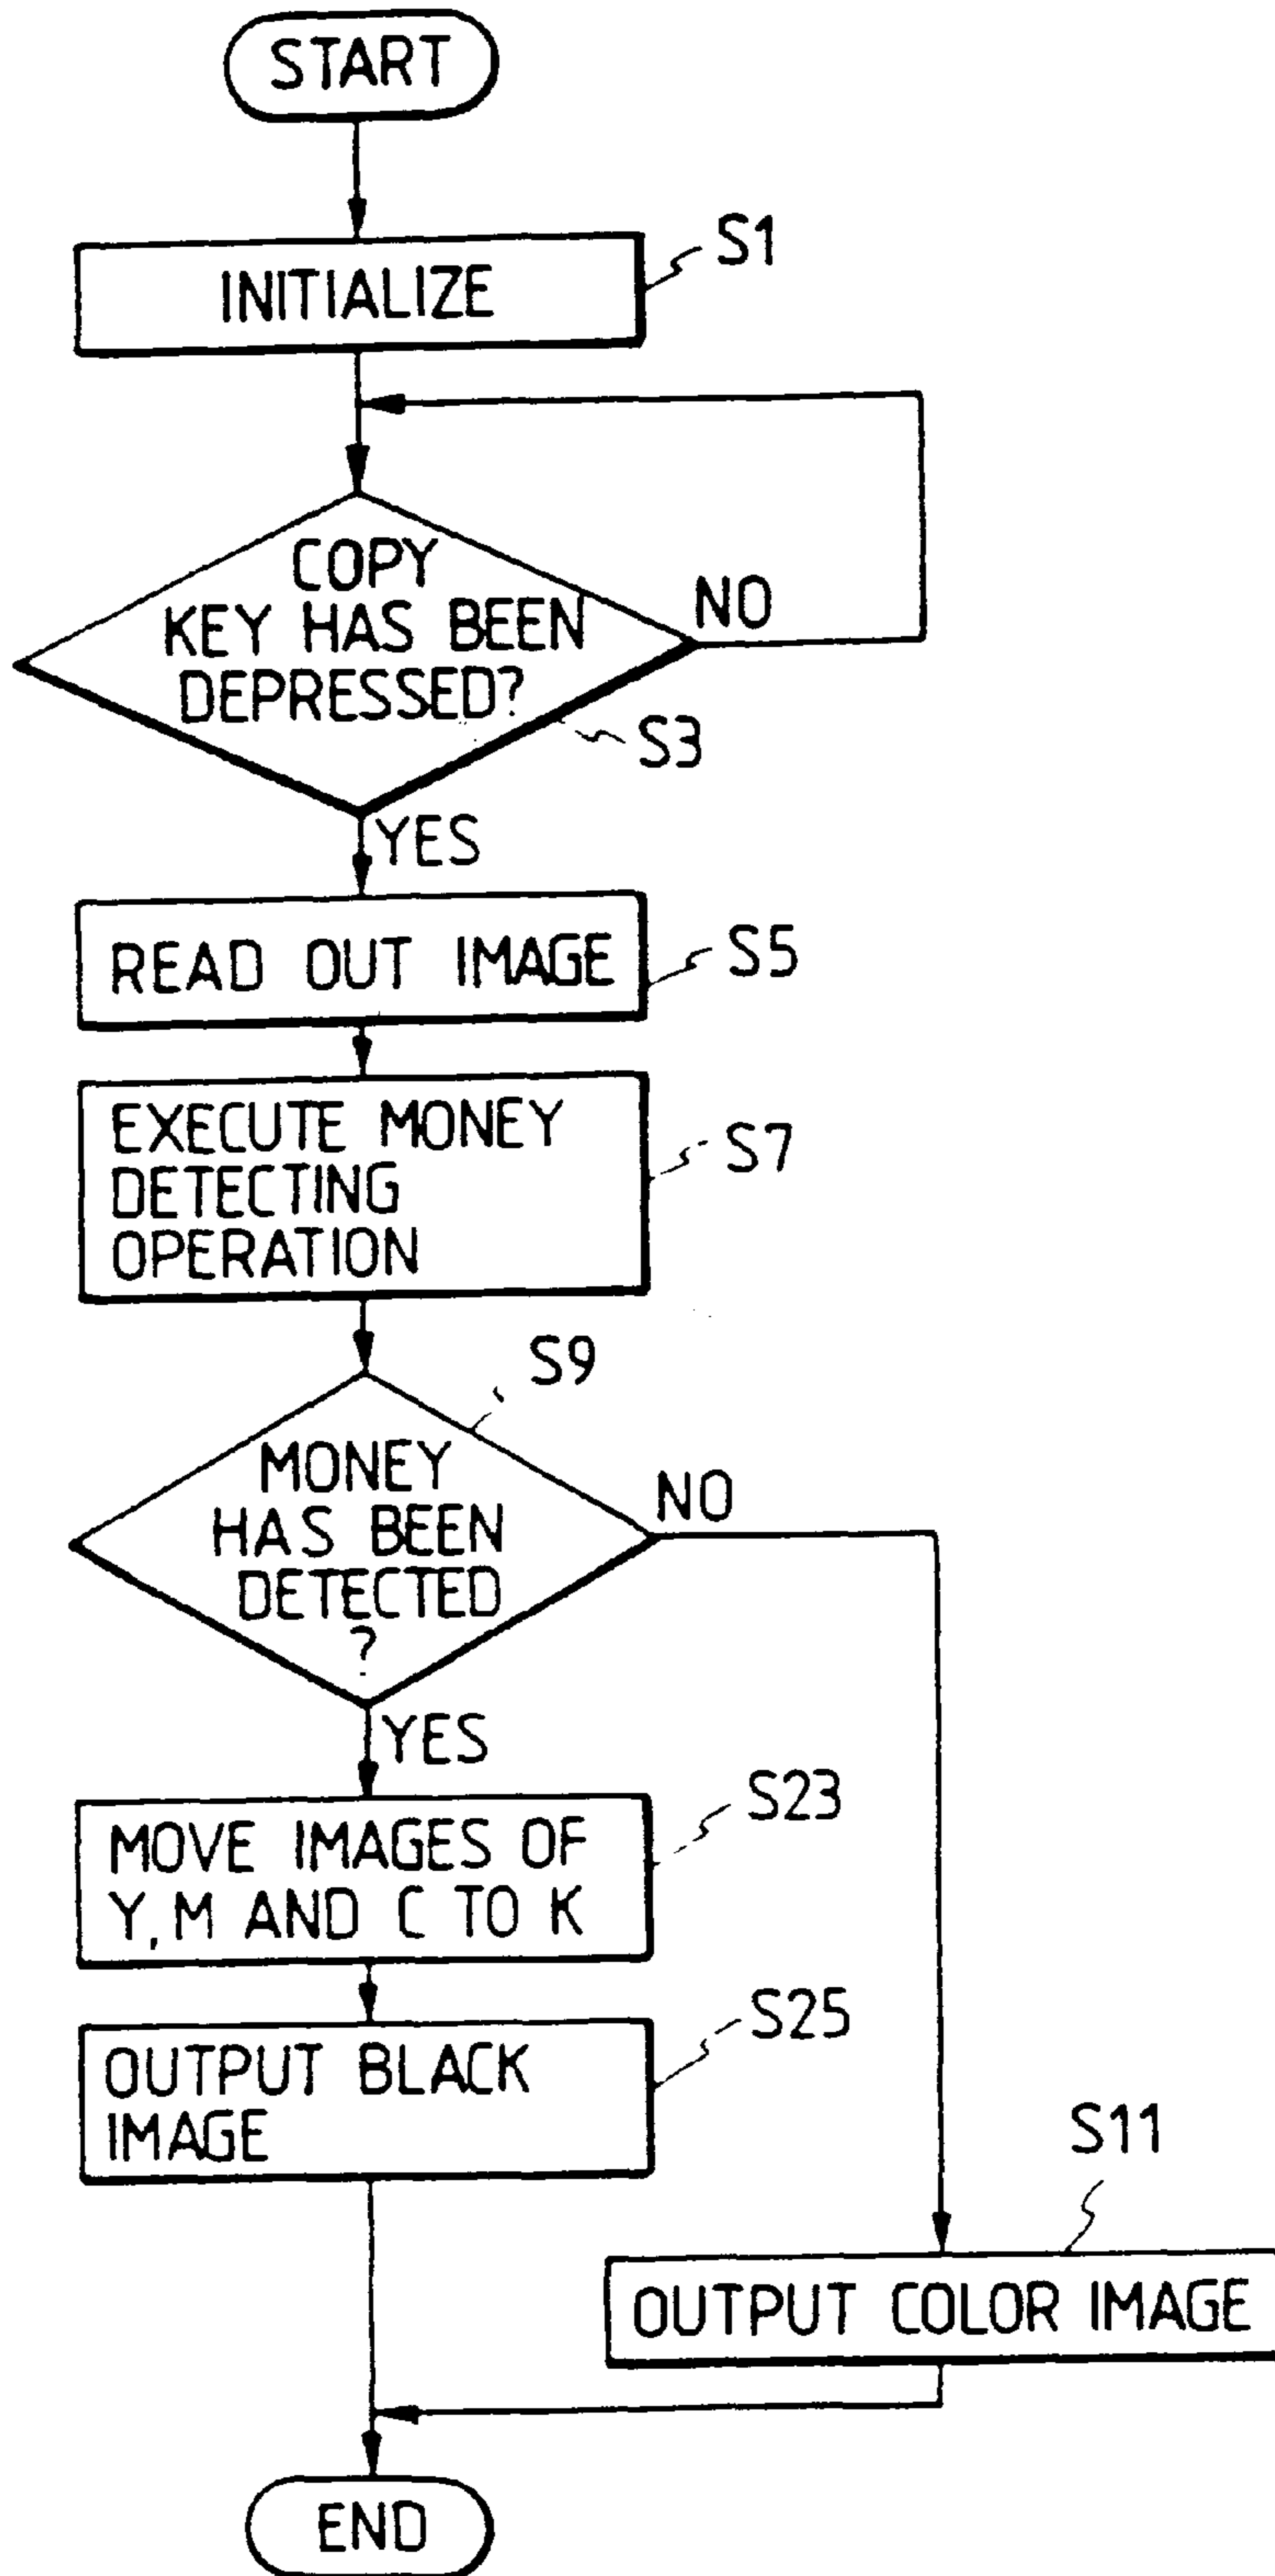 START
INITIALIZE
S1
COPY
KEY HAS BEEN
DEPRESSED?
NO
S3
YES
READ OUT IMAGE
S5
EXECUTE MONEY
DETECTING
OPERATION
S7
S9
MONEY
HAS BEEN
DETECTED
?
NO
YES
MOVE IMAGES OF
Y, M AND C TO K
S23
OUTPUT BLACK
IMAGE
S25
S11
OUTPUT COLOR IMAGE
END